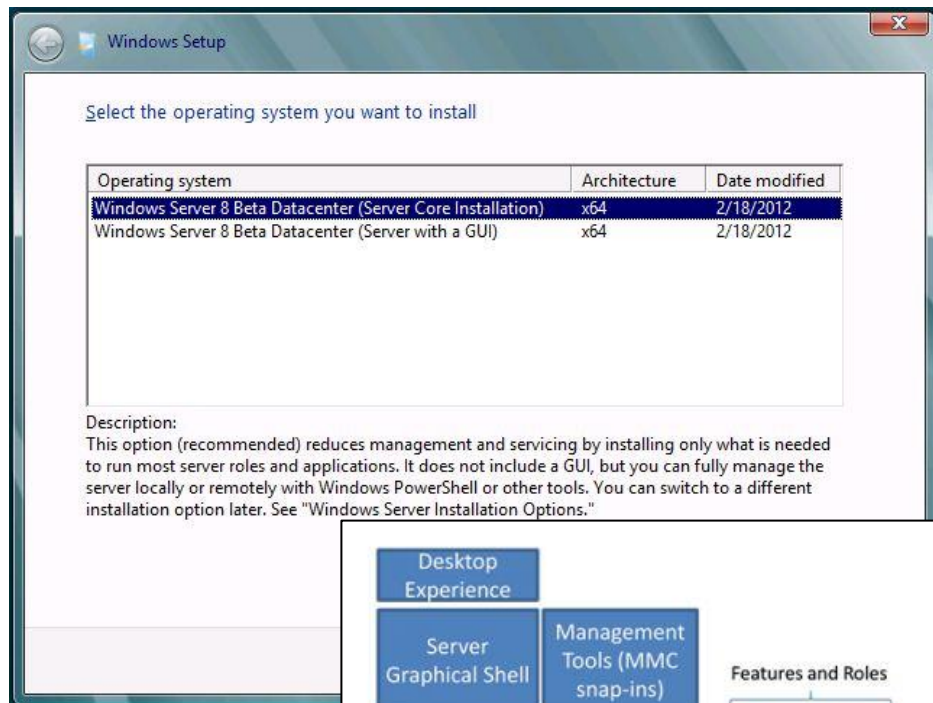 Windows Setup
Select the operating system you want to install
Operating system Architecture Date modified
Windows Server 8 Beta Datacenter (Server Core Installation) x64 2/18/2012
Windows Server 8 Beta Datacenter (Server with a GUI) x64 2/18/2012
Description:
This option (recommended) reduces management and servicing by installing only what is needed
to run most server roles and applications. It does not include a GUI, but you can fully manage the
server locally or remotely with Windows PowerShell or other tools. You can switch to a different
installation option later. See "Windows Server Installation Options."
Desktop
Experience
Server
Graphical Shell
Management
Tools (MMC
snap-ins)
Features and Roles